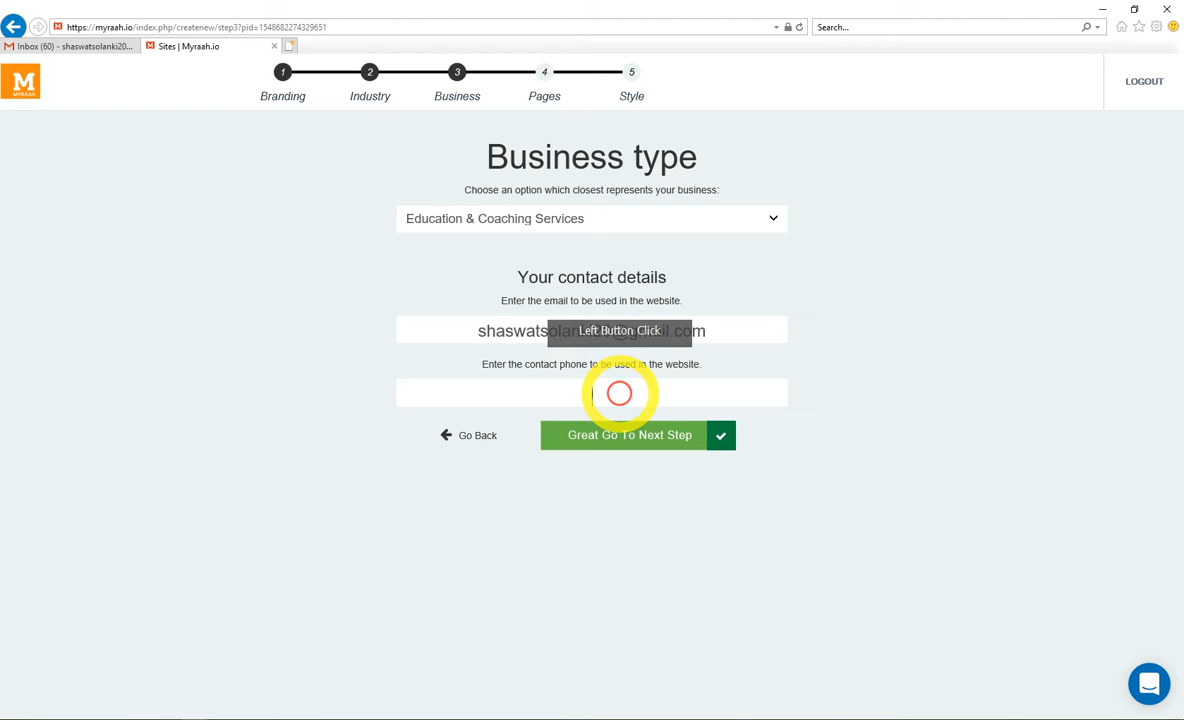 https://myraah.io/index.php/createnew/step3?pid=1548682274329651
Search...
Inbox (60) - shaswatsolanki20...
Sites | Myraah.io
M
MYRAAH
1 2 3 4 5
Branding Industry Business Pages Style
LOGOUT
Business type
Choose an option which closest represents your business:
Education & Coaching Services
Your contact details
Enter the email to be used in the website.
Left Button Click
Enter the contact phone to be used in the website.
Go Back
Great Go To Next Step